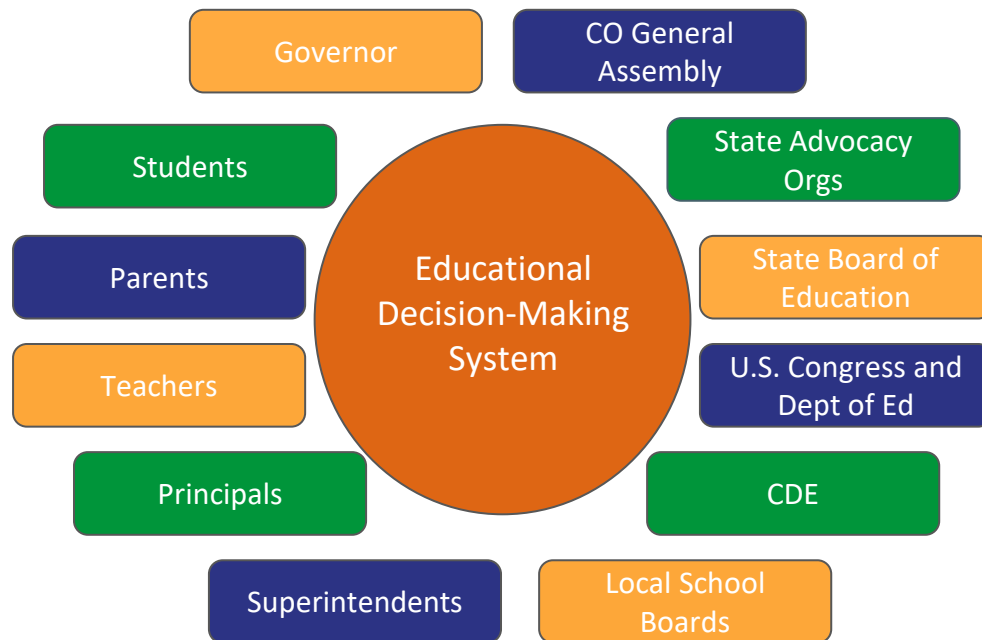 Governor
CO General
Assembly
Students
State Advocacy
Orgs
Parents
Educational
Decision-Making
System
State Board of
Education
Teachers
U.S. Congress and
Dept of Ed
Principals
CDE
Superintendents
Local School
Boards